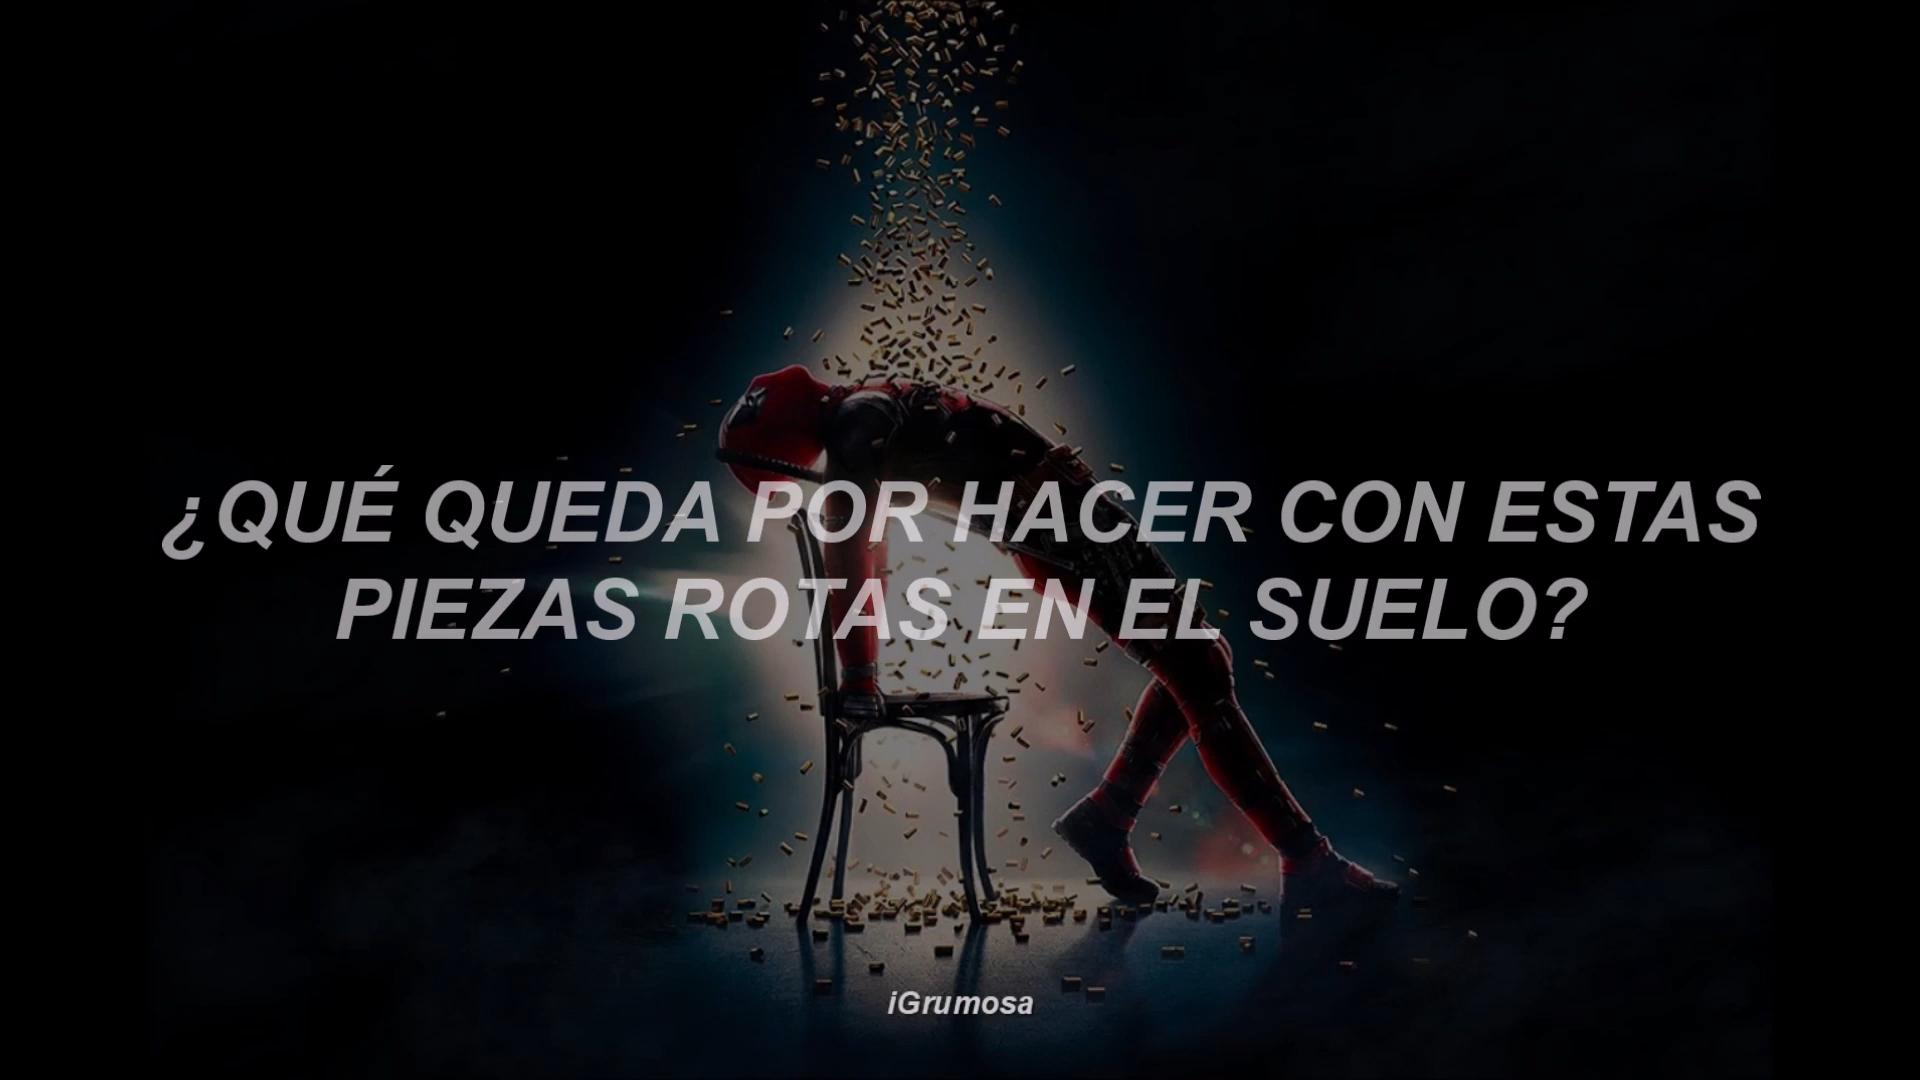 ¿QUÉ QUEDA POR HACER CON ESTAS
PIEZAS ROTAS EN EL SUELO?
iGrumosa